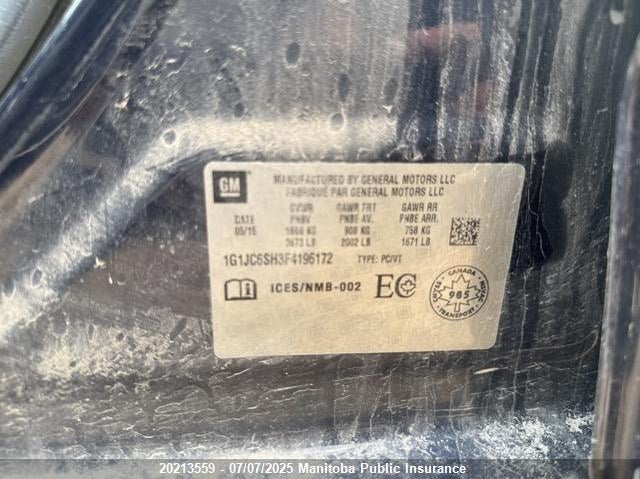 GM
MANUFACTURED BY GENERAL MOTORS LLC
FABRIQUÉ PAR GENERAL MOTORS LLC
GVWR GAWR FRT GAWR RR
DATE PNBV PNBE AV. PNBE ARR.
05/15 1666 KG 908 KG 758 KG
3673 LB 2002 LB 1671 LB
1G1JC6SH3F4196172 TYPE: PC/VT
i ICES/NMB-002 EC
CANADA
985
TRANSPORT
20213559 - 07/07/2025 Manitoba Public Insurance